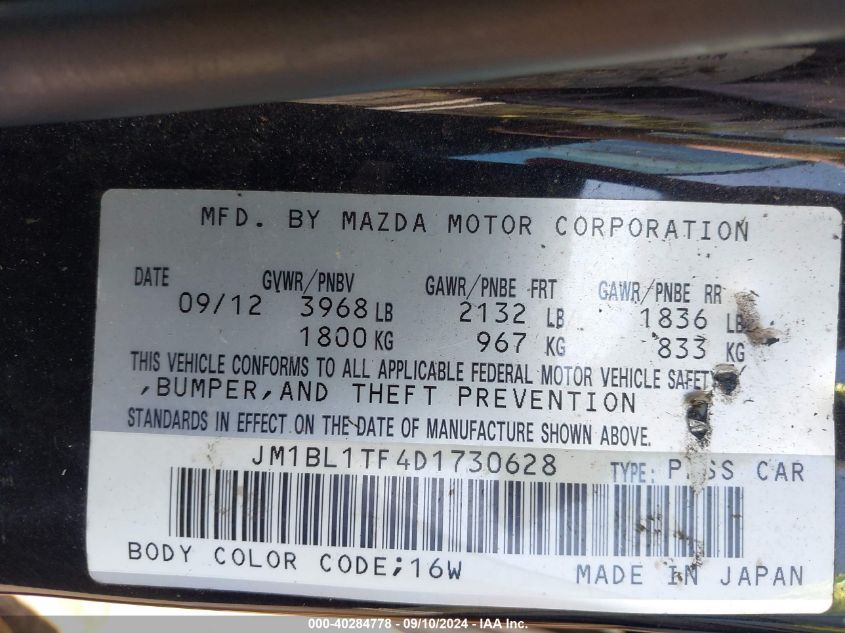 MFD. BY MAZDA MOTOR CORPORATION
DATE GVWR/PNBV GAWR/PNBE FRT GAWR/PNBE RR
09/12 3968 LB 2132 LB 1836 LB
1800 KG 967 KG 833 KG
THIS VEHICLE CONFORMS TO ALL APPLICABLE FEDERAL MOTOR VEHICLE SAFETY
,BUMPER,AND THEFT PREVENTION
STANDARDS IN EFFECT ON THE DATE OF MANUFACTURE SHOWN ABOVE.
JM1BL1TF4D1730628 TYPE: PASS CAR
BODY COLOR CODE;16W MADE IN JAPAN
000-40284778 - 09/10/2024 - IAA Inc.